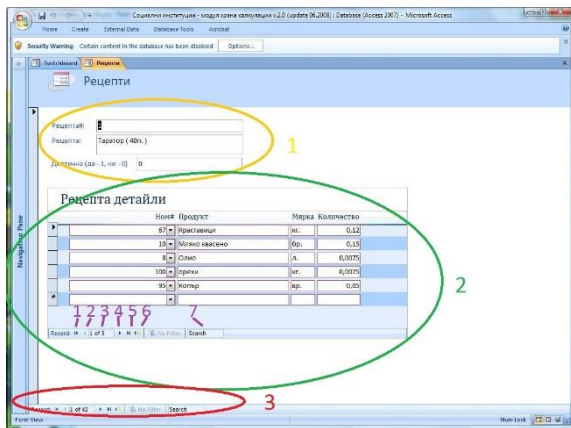 Социални институции - модул храна калкулации v.2.0 (update 06.2008) : Database (Access 2007) - Microsoft Access
Home Create External Data Database Tools Acrobat
Security Warning Certain content in the database has been disabled Options...
Switchboard Рецепти
Рецепти
Рецепта#: 1
Рецепта: Таратор ( 40п. )
1
Диетична (да - 1, не - 0) 0
Рецепта детайли
Ном# Продукт Мярка Количество
67 Краставици кг. 0,12
10 Мляко квасено бр. 0,15
8 Олио л. 0,0075
100 орехи кг. 0,0075
95 Копър вр. 0,05
2
1 2 3 4 5 6 7
Record: 1 of 5 No Filter Search
Navigation Pane
3
Record: 1 of 43 No Filter Search
Form View Num Lock